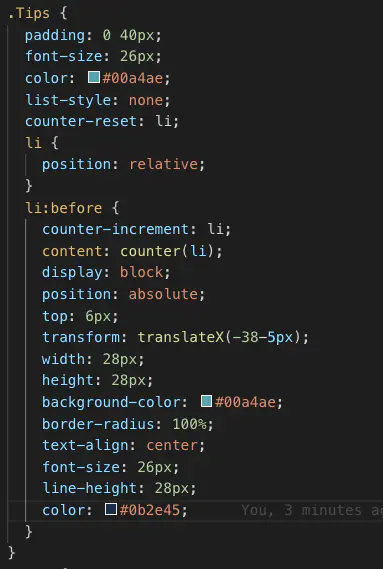 .Tips {
padding: 0 40px;
font-size: 26px;
color: #00a4ae;
list-style: none;
counter-reset: li;
li {
position: relative;
}
li:before {
counter-increment: li;
content: counter(li);
display: block;
position: absolute;
top: 6px;
transform: translateX(-38-5px);
width: 28px;
height: 28px;
background-color: #00a4ae;
border-radius: 100%;
text-align: center;
font-size: 26px;
line-height: 28px;
color: #0b2e45; You, 3 minutes
}
}